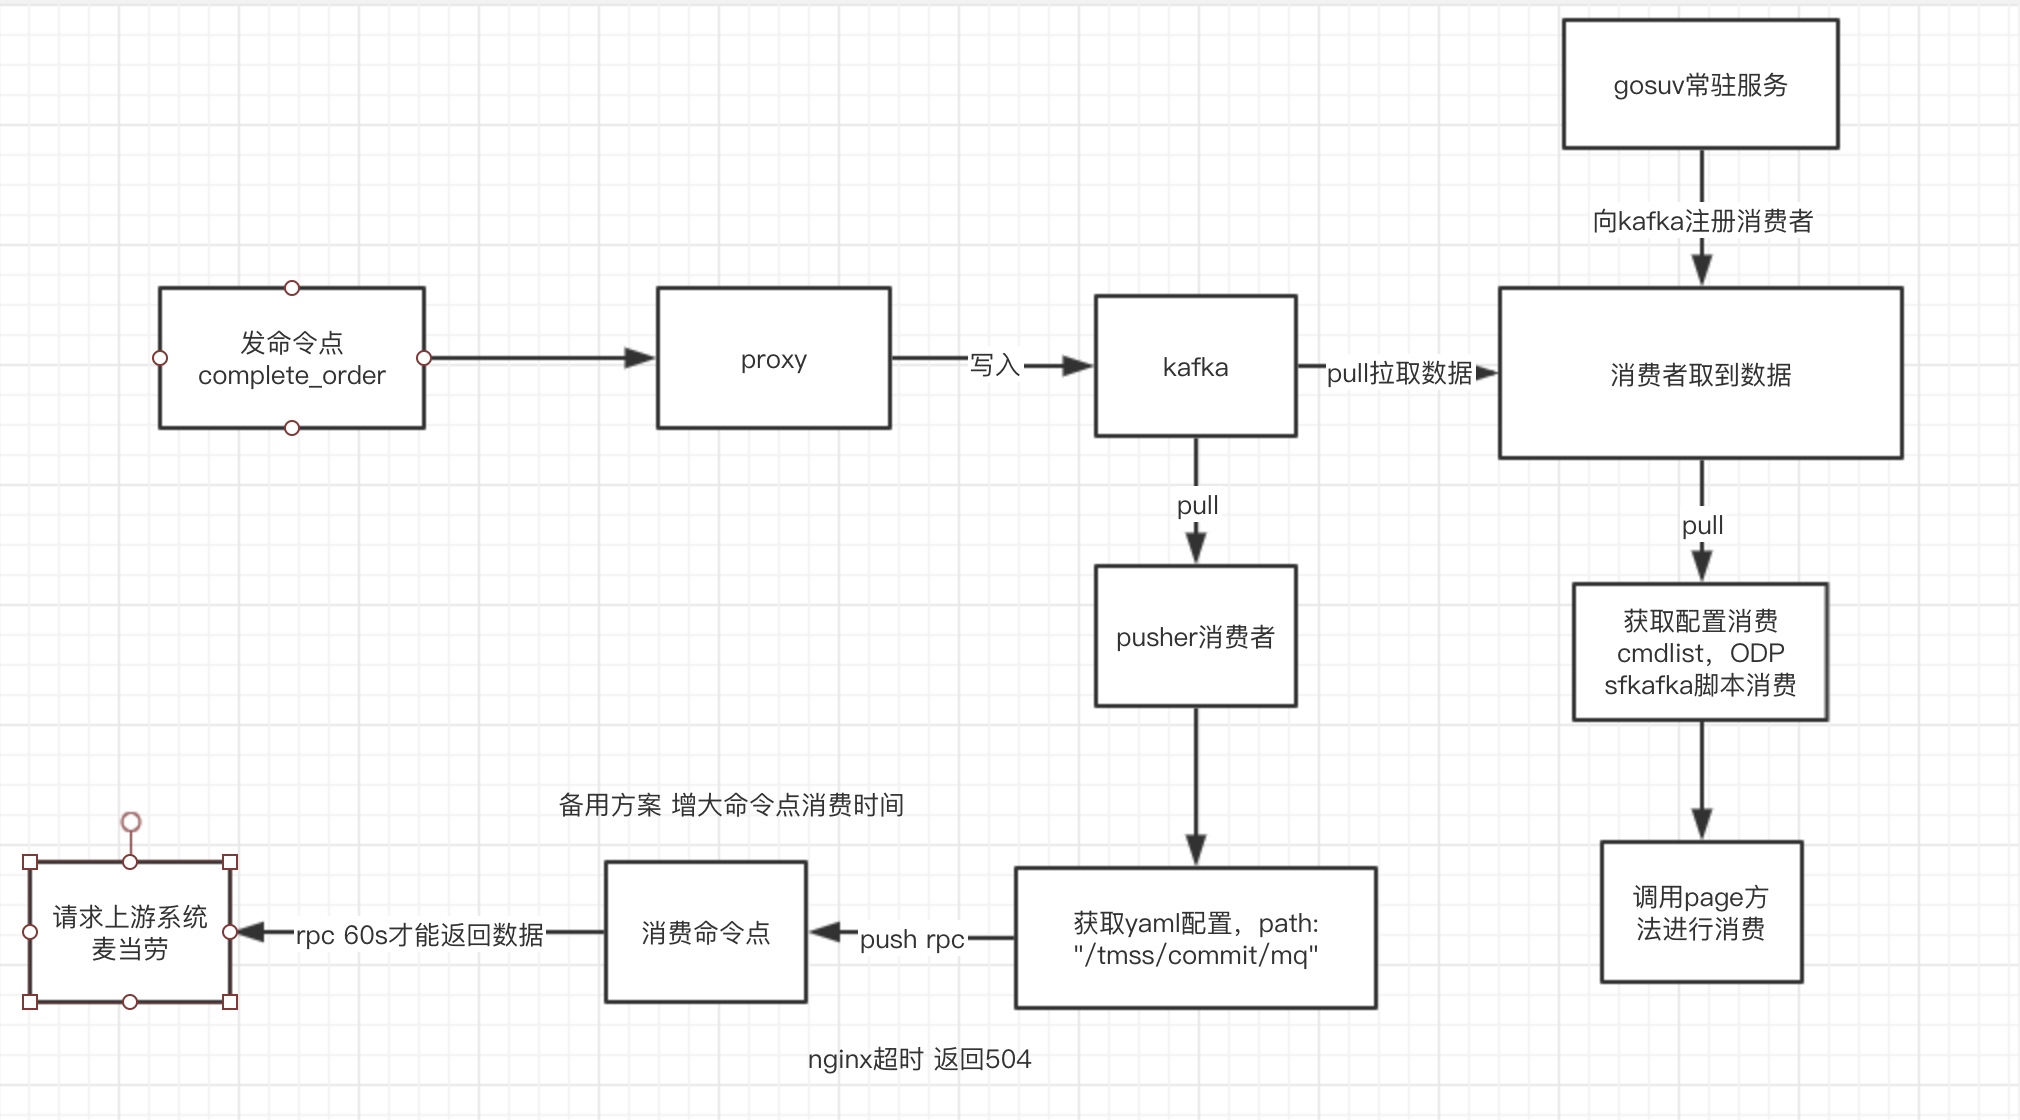 gosuv常驻服务
向kafka注册消费者
发命令点
complete_order
proxy
写入
kafka
pull拉取数据
消费者取到数据
pull
pull
pusher消费者
获取配置消费
cmdlist，ODP
sfkafka脚本消费
备用方案 增大命令点消费时间
请求上游系统
麦当劳
rpc 60s才能返回数据
消费命令点
push rpc
获取yaml配置，path:
"/tmss/commit/mq"
调用page方
法进行消费
nginx超时 返回504